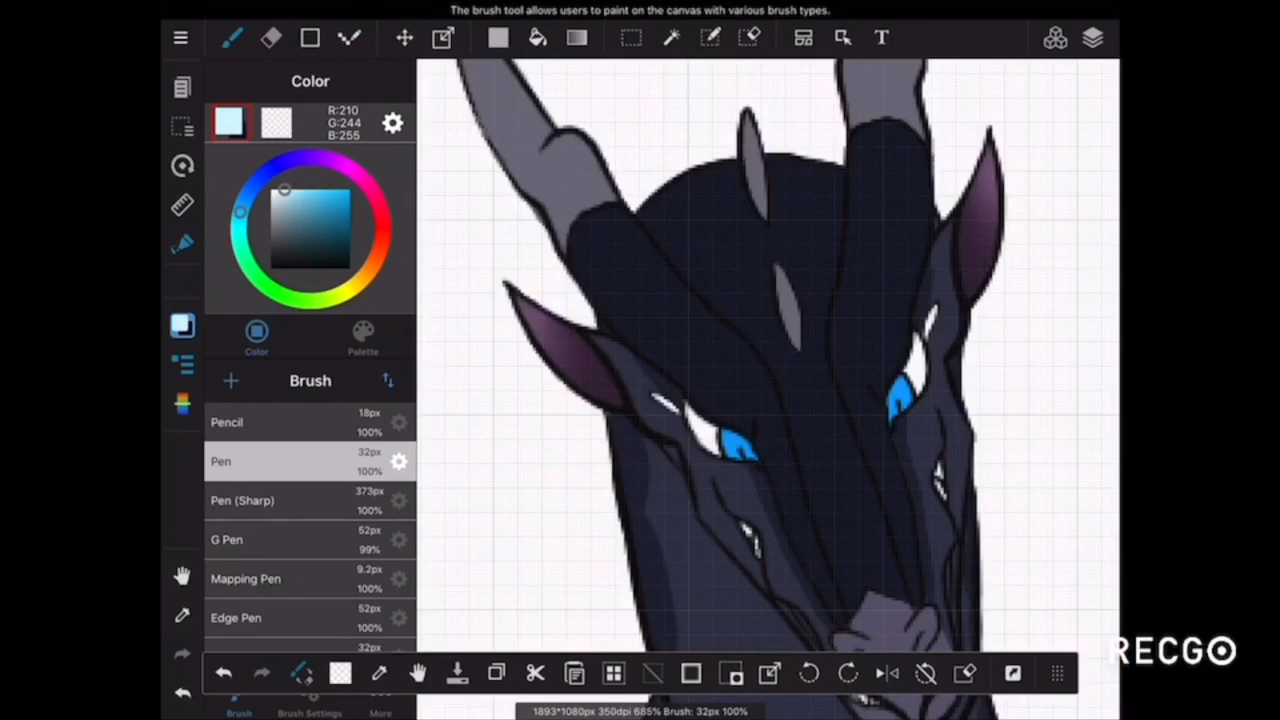 The brush tool allows users to paint on the canvas with various brush types.
T
Color
R:210
G:244
B:255
Color
Palette
Brush
Pencil
18px
100%
Pen
32px
100%
Pen (Sharp)
373px
100%
G Pen
52px
99%
Mapping Pen
9.2px
100%
Edge Pen
52px
100%
32px
Brush
Brush Settings
More
1893*1080px 350dpi 685% Brush: 32px 100%
RECGO